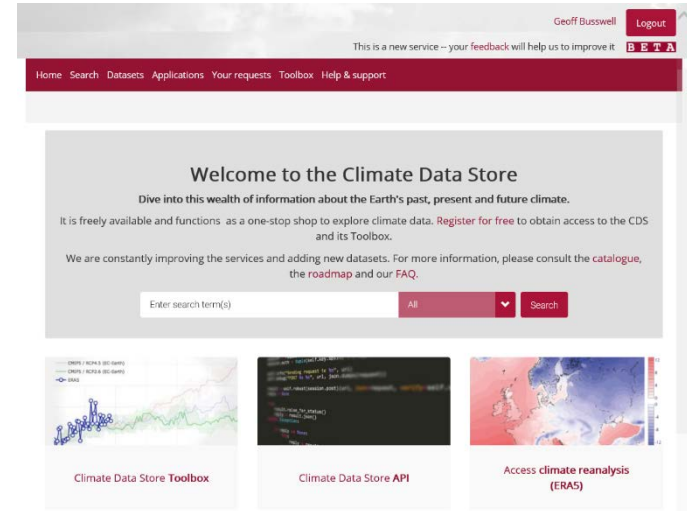 Geoff Busswell Logout
This is a new service -- your feedback will help us to improve it BETA
Home Search Datasets Applications Your requests Toolbox Help & support
Welcome to the Climate Data Store
Dive into this wealth of information about the Earth's past, present and future climate.
It is freely available and functions as a one-stop shop to explore climate data. Register for free to obtain access to the CDS
and its Toolbox.
We are constantly improving the services and adding new datasets. For more information, please consult the catalogue,
the roadmap and our FAQ.
Enter search term(s) All Search
Climate Data Store Toolbox
Climate Data Store API
Access climate reanalysis
(ERA5)